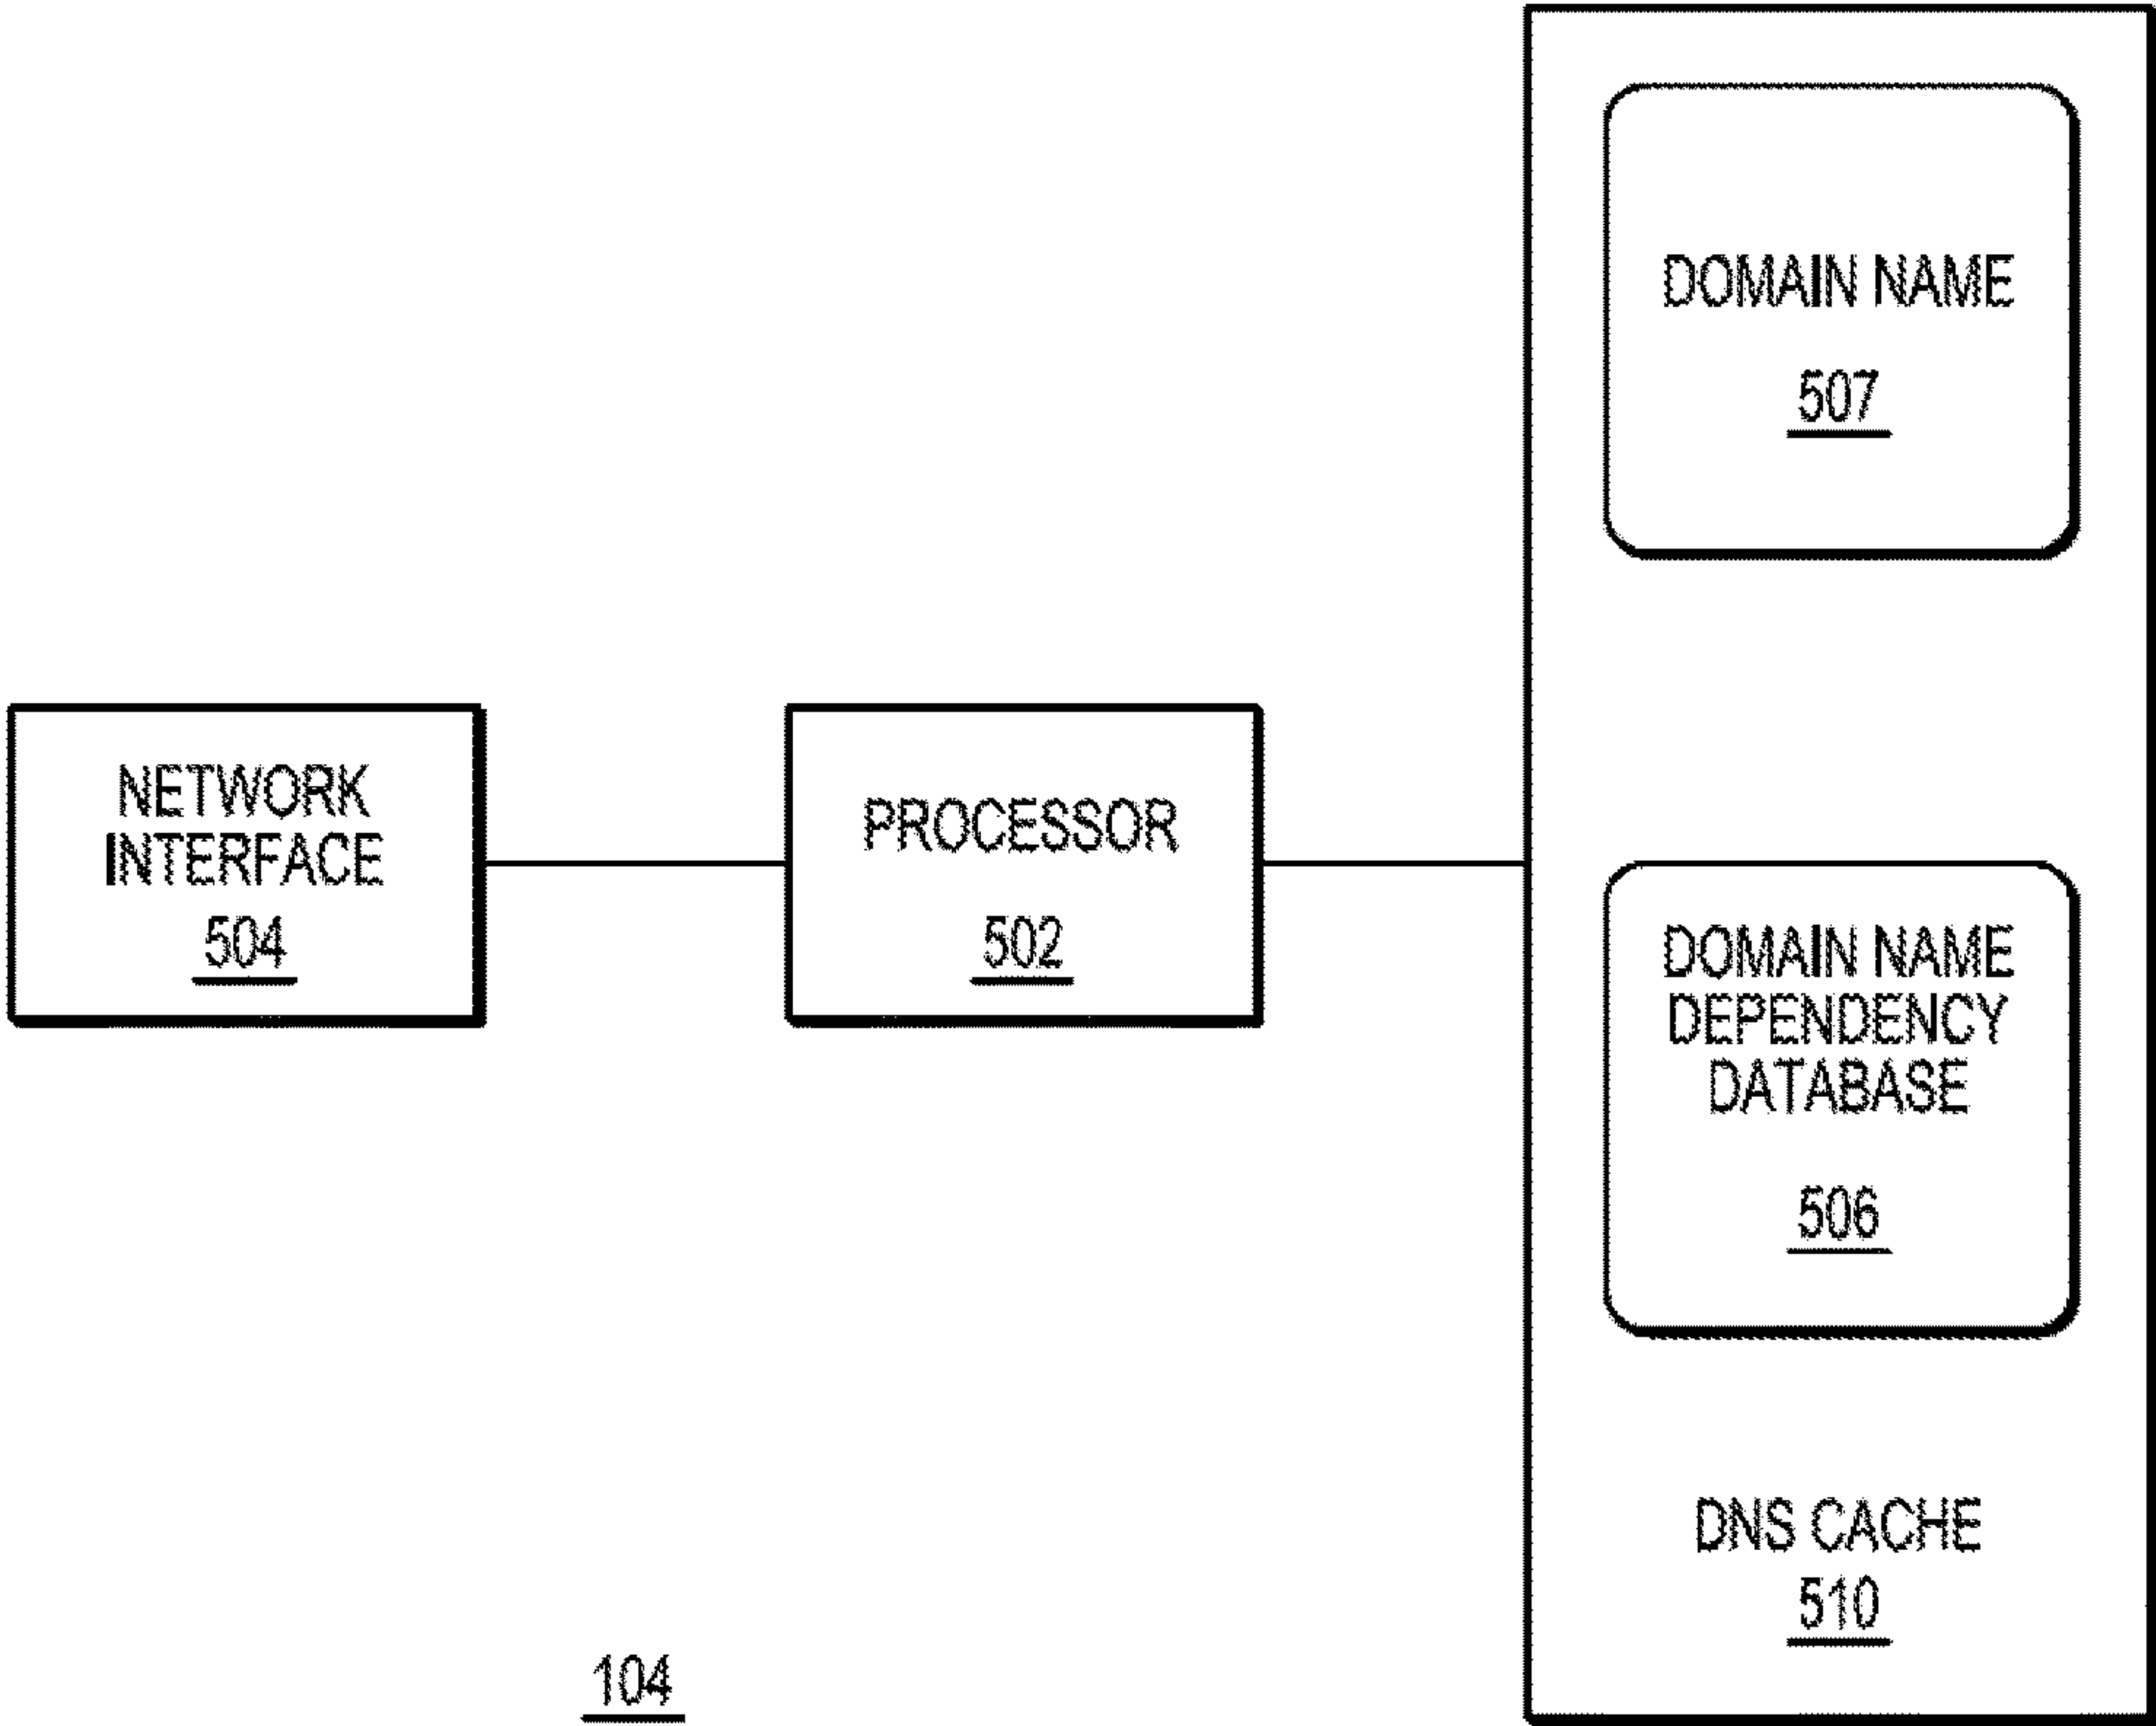 NETWORK
INTERFACE
504
PROCESSOR
502
DOMAIN NAME
507
DOMAIN NAME
DEPENDENCY
DATABASE
506
DNS CACHE
510
104